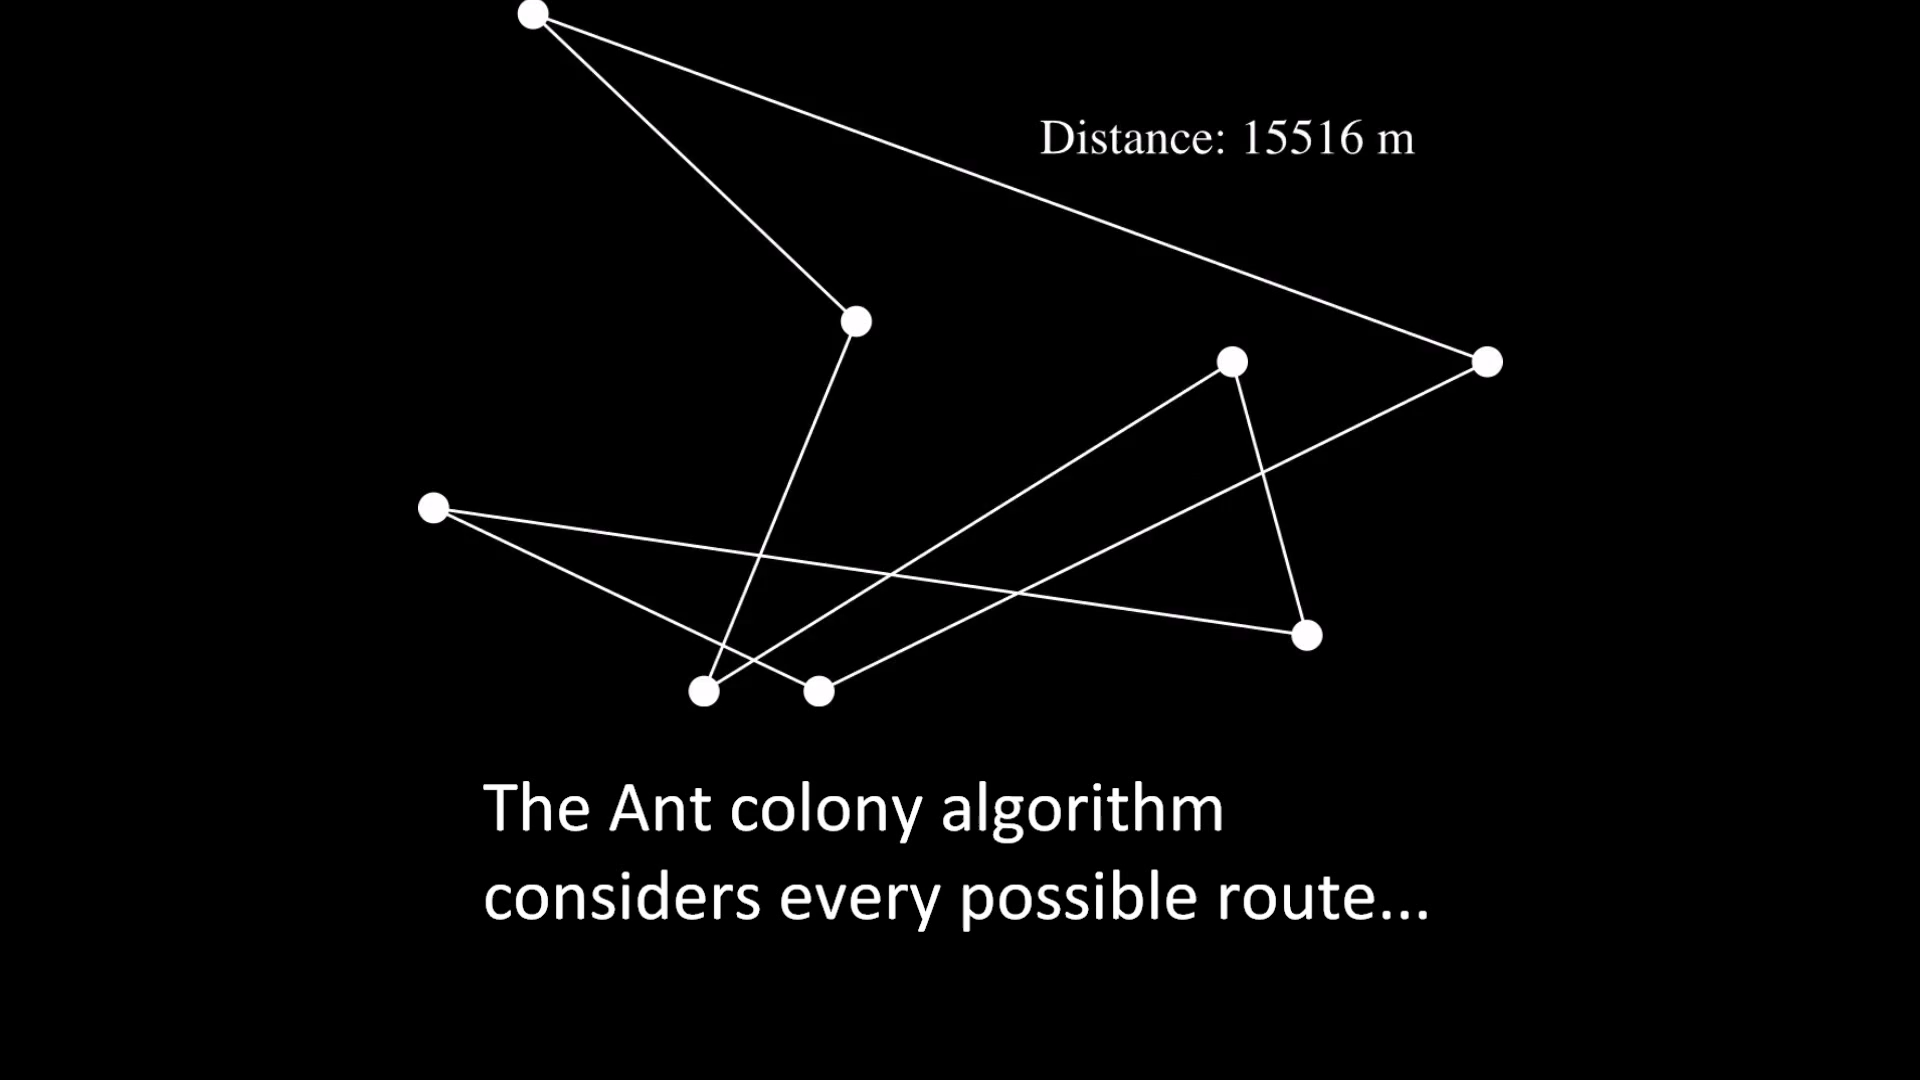 Distance: 15516 m
The Ant colony algorithm
considers every possible route...